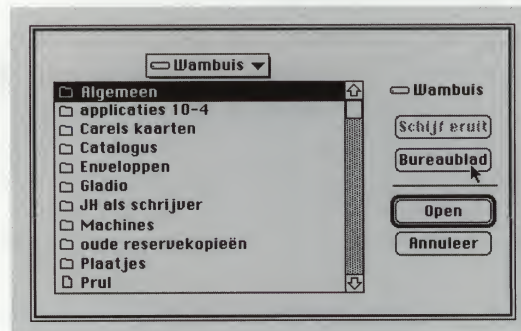 Wambuis
Algemeen
applicaties 10-4
Carels kaarten
Catalogus
Enveloppen
Gladio
JH als schrijver
Machines
oude reservekopieën
Plaatjes
Prul
Wambuis
Schijf eruit
Bureaublad
Open
Annuleer